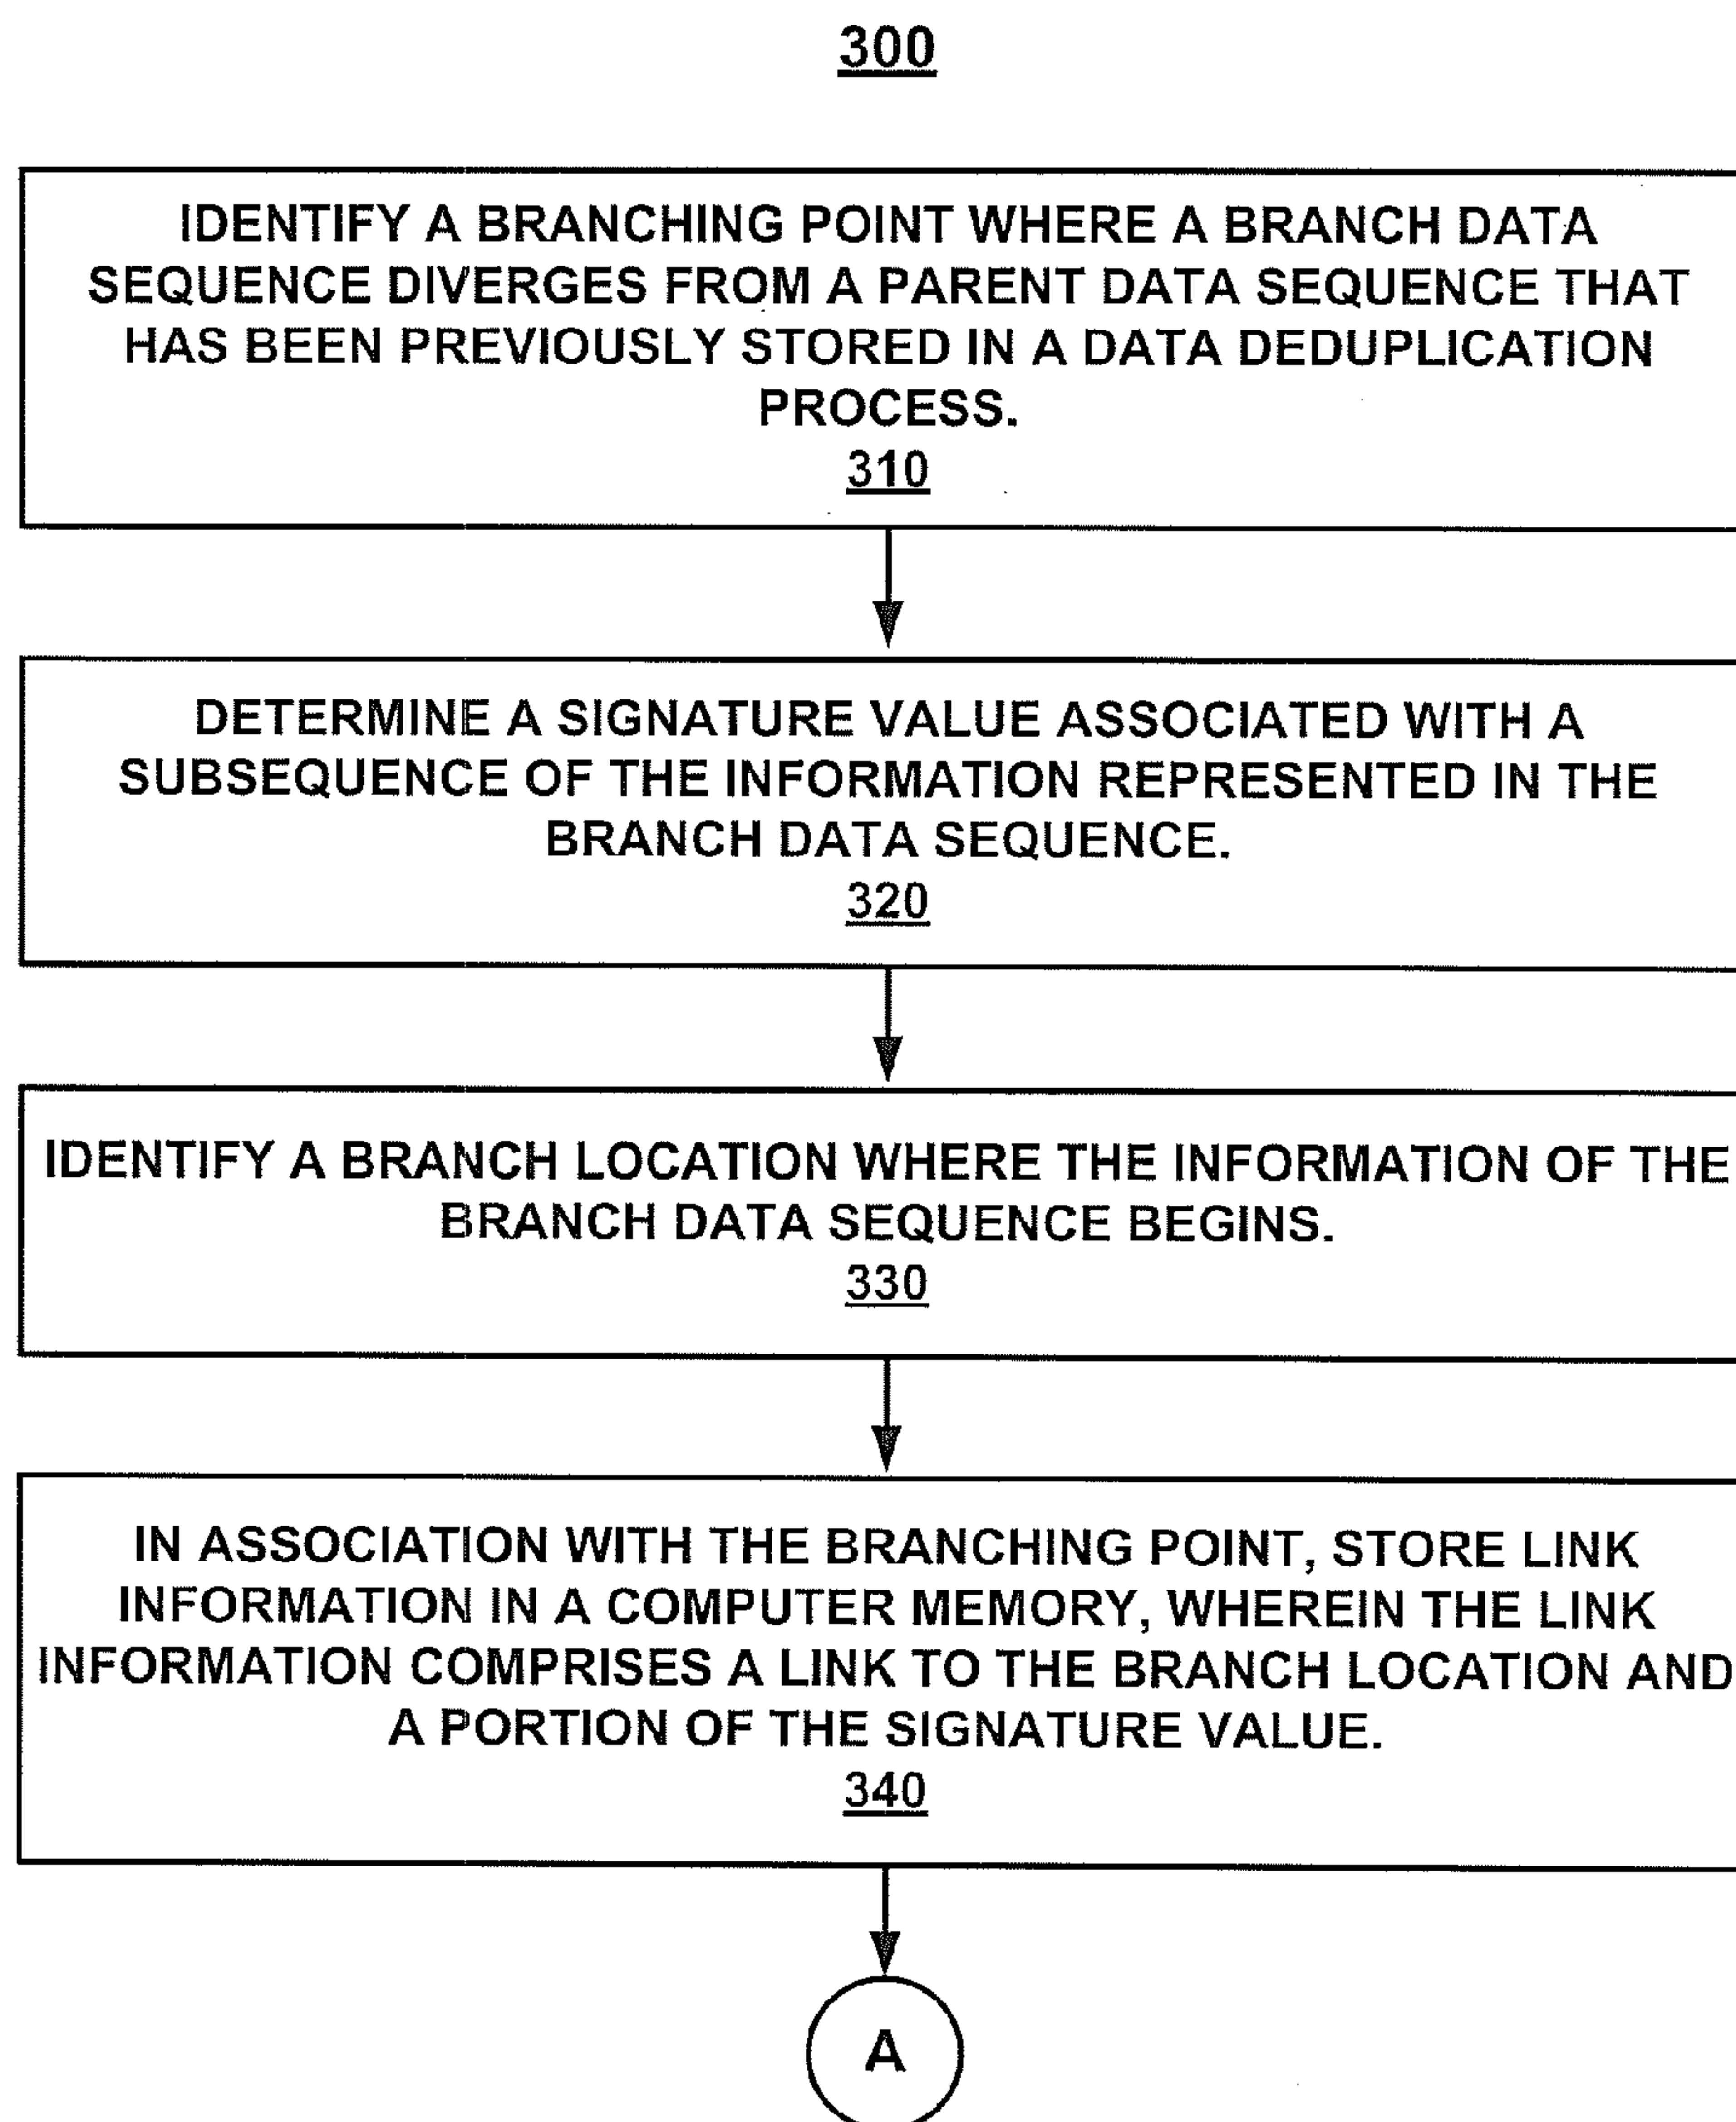 300
IDENTIFY A BRANCHING POINT WHERE A BRANCH DATA
SEQUENCE DIVERGES FROM A PARENT DATA SEQUENCE THAT
HAS BEEN PREVIOUSLY STORED IN A DATA DEDUPLICATION
PROCESS.
310
DETERMINE A SIGNATURE VALUE ASSOCIATED WITH A
SUBSEQUENCE OF THE INFORMATION REPRESENTED IN THE
BRANCH DATA SEQUENCE.
320
IDENTIFY A BRANCH LOCATION WHERE THE INFORMATION OF THE
BRANCH DATA SEQUENCE BEGINS.
330
IN ASSOCIATION WITH THE BRANCHING POINT, STORE LINK
INFORMATION IN A COMPUTER MEMORY, WHEREIN THE LINK
INFORMATION COMPRISES A LINK TO THE BRANCH LOCATION AND
A PORTION OF THE SIGNATURE VALUE.
340
A